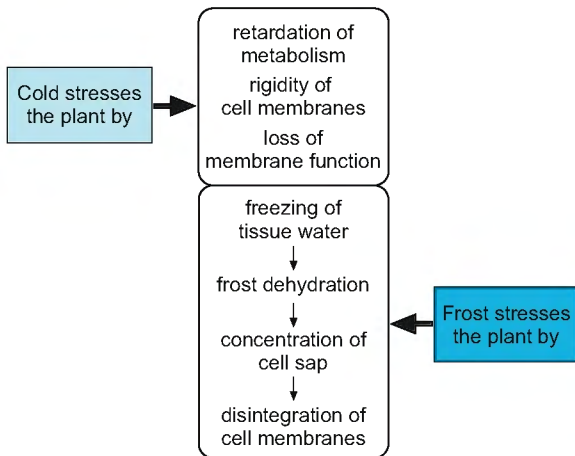 Cold stresses
the plant by
retardation of
metabolism
rigidity of
cell membranes
loss of
membrane function
freezing of
tissue water
frost dehydration
concentration of
cell sap
disintegration of
cell membranes
Frost stresses
the plant by